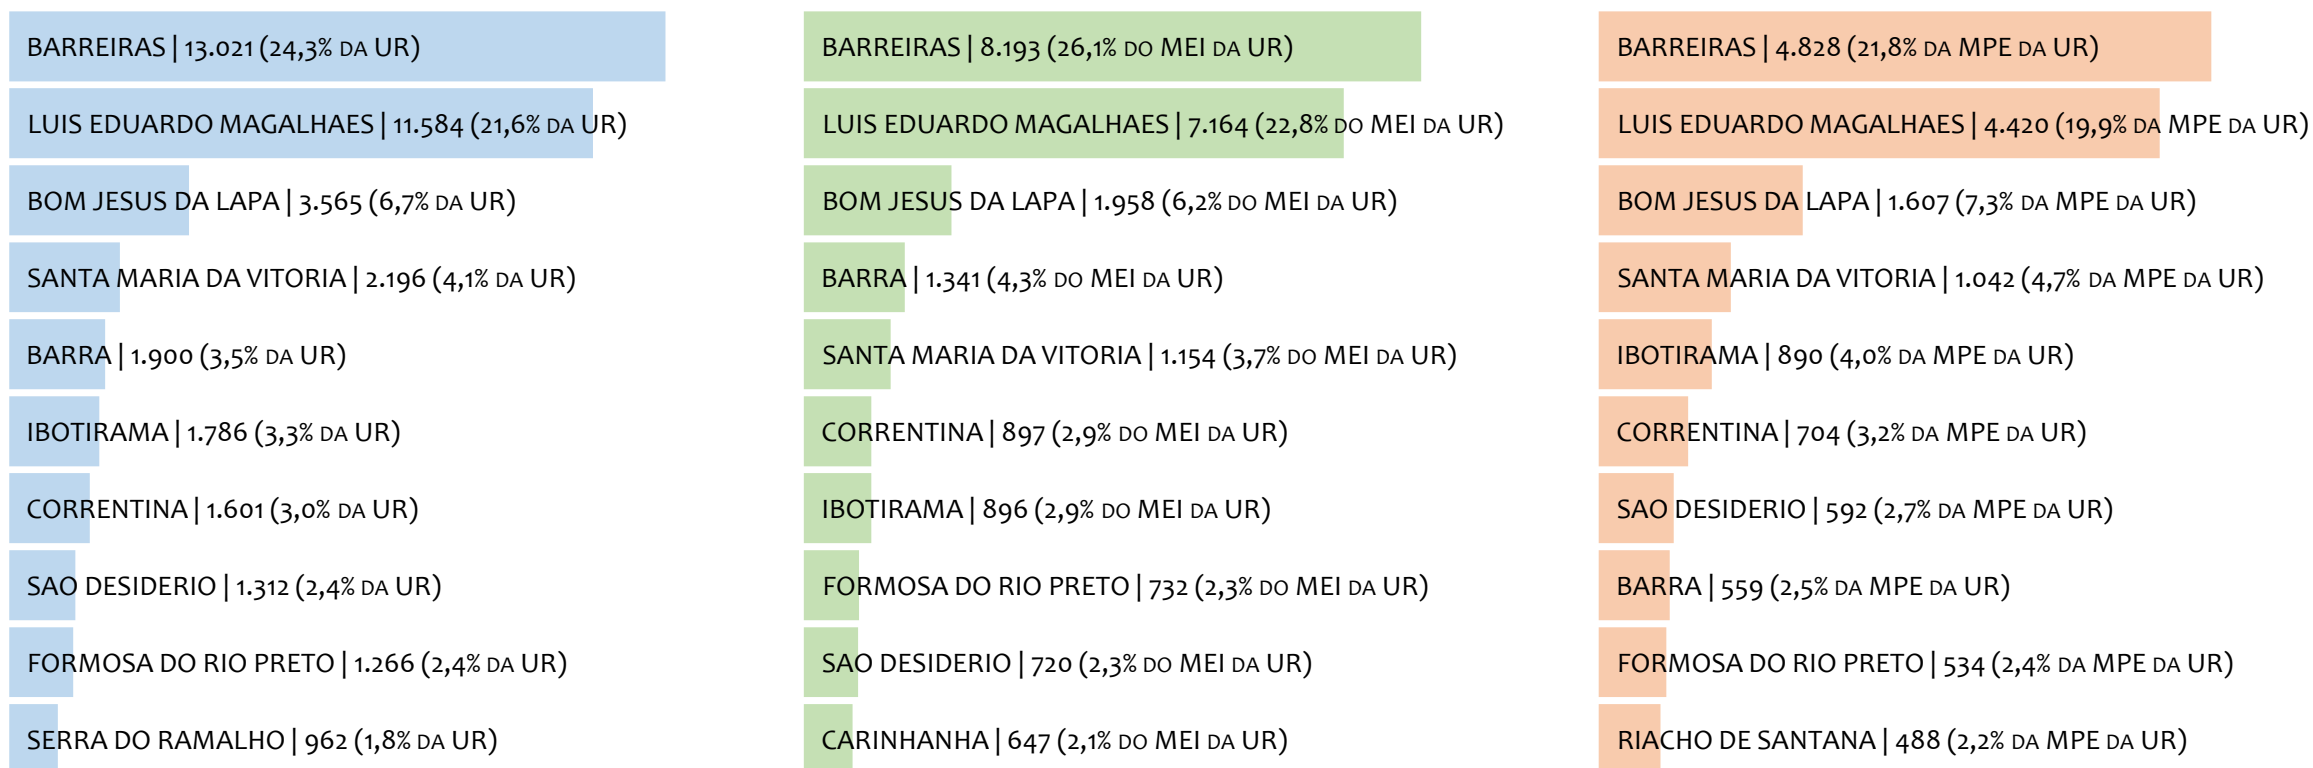 BARREIRAS | 13.021 (24,3% DA UR)
LUIS EDUARDO MAGALHAES | 11.584 (21,6% DA UR)
BOM JESUS DA LAPA | 3.565 (6,7% DA UR)
SANTA MARIA DA VITORIA | 2.196 (4,1% DA UR)
BARRA | 1.900 (3,5% DA UR)
IBOTIRAMA | 1.786 (3,3% DA UR)
CORRENTINA | 1.601 (3,0% DA UR)
SAO DESIDERIO | 1.312 (2,4% DA UR)
FORMOSA DO RIO PRETO | 1.266 (2,4% DA UR)
SERRA DO RAMALHO | 962 (1,8% DA UR)
BARREIRAS | 8.193 (26,1% DO MEI DA UR)
LUIS EDUARDO MAGALHAES | 7.164 (22,8% DO MEI DA UR)
BOM JESUS DA LAPA | 1.958 (6,2% DO MEI DA UR)
BARRA | 1.341 (4,3% DO MEI DA UR)
SANTA MARIA DA VITORIA | 1.154 (3,7% DO MEI DA UR)
CORRENTINA | 897 (2,9% DO MEI DA UR)
IBOTIRAMA | 896 (2,9% DO MEI DA UR)
FORMOSA DO RIO PRETO | 732 (2,3% DO MEI DA UR)
SAO DESIDERIO | 720 (2,3% DO MEI DA UR)
CARINHANHA | 647 (2,1% DO MEI DA UR)
BARREIRAS | 4.828 (21,8% DA MPE DA UR)
LUIS EDUARDO MAGALHAES | 4.420 (19,9% DA MPE DA UR)
BOM JESUS DA LAPA | 1.607 (7,3% DA MPE DA UR)
SANTA MARIA DA VITORIA | 1.042 (4,7% DA MPE DA UR)
IBOTIRAMA | 890 (4,0% DA MPE DA UR)
CORRENTINA | 704 (3,2% DA MPE DA UR)
SAO DESIDERIO | 592 (2,7% DA MPE DA UR)
BARRA | 559 (2,5% DA MPE DA UR)
FORMOSA DO RIO PRETO | 534 (2,4% DA MPE DA UR)
RIACHO DE SANTANA | 488 (2,2% DA MPE DA UR)